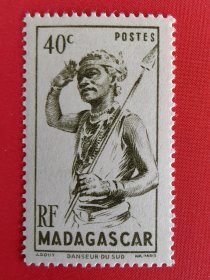 40c POSTES
RF
MADAGASCAR
DANSEUR DU SUD